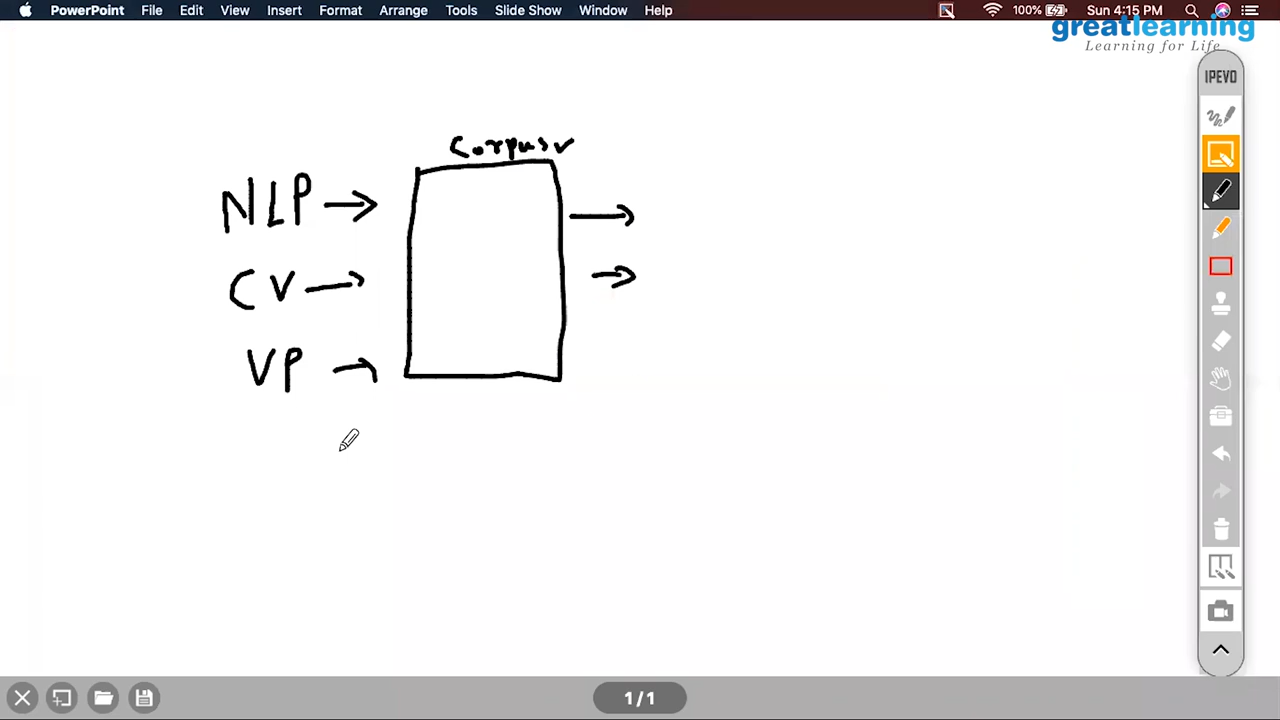 PowerPoint File Edit View Insert Format Arrange Tools Slide Show Window Help 100% Sun 4:15 PM
greatlearning
Learning for Life
IPEVO
Corpus
NLP
CV
VP
1/1